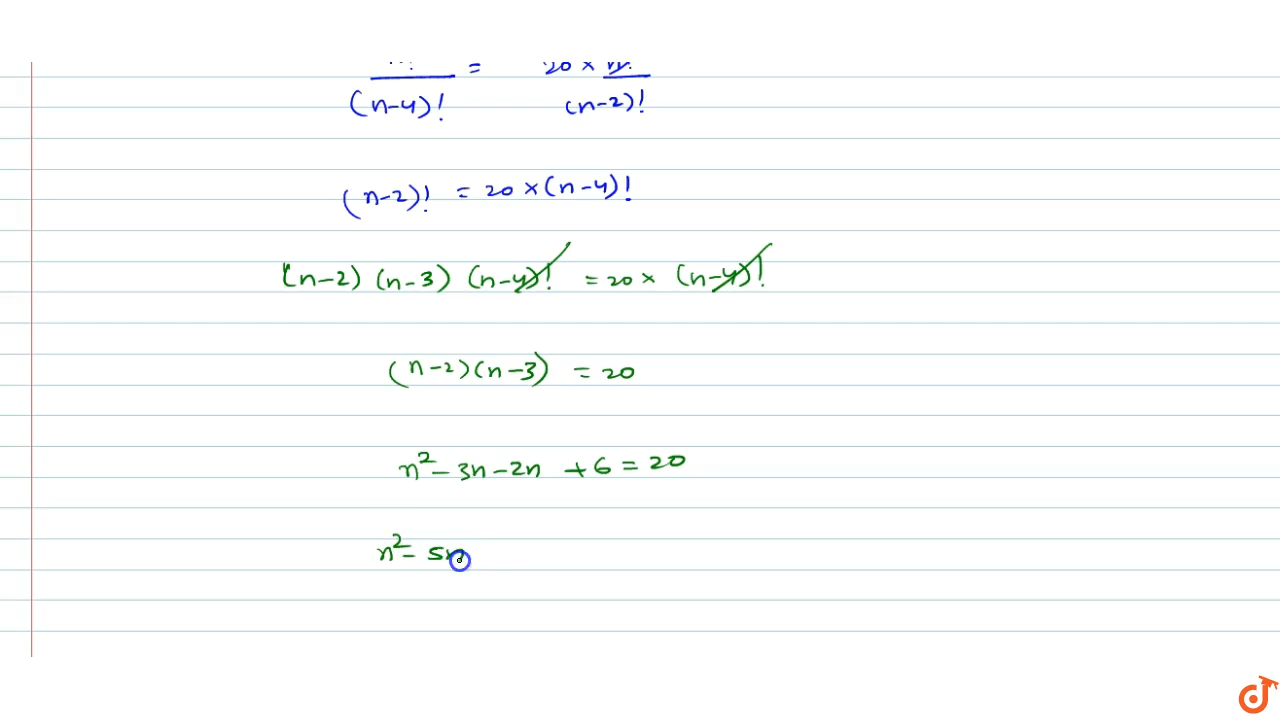 = 20 ×
(n-4)! (n-2)!
(n-2)! = 20 × (n-4)!
(n-2) (n-3) (n-4)! = 20 × (n-4)!
(n-2)(n-3) = 20
n² - 3n - 2n + 6 = 20
n² - 5n